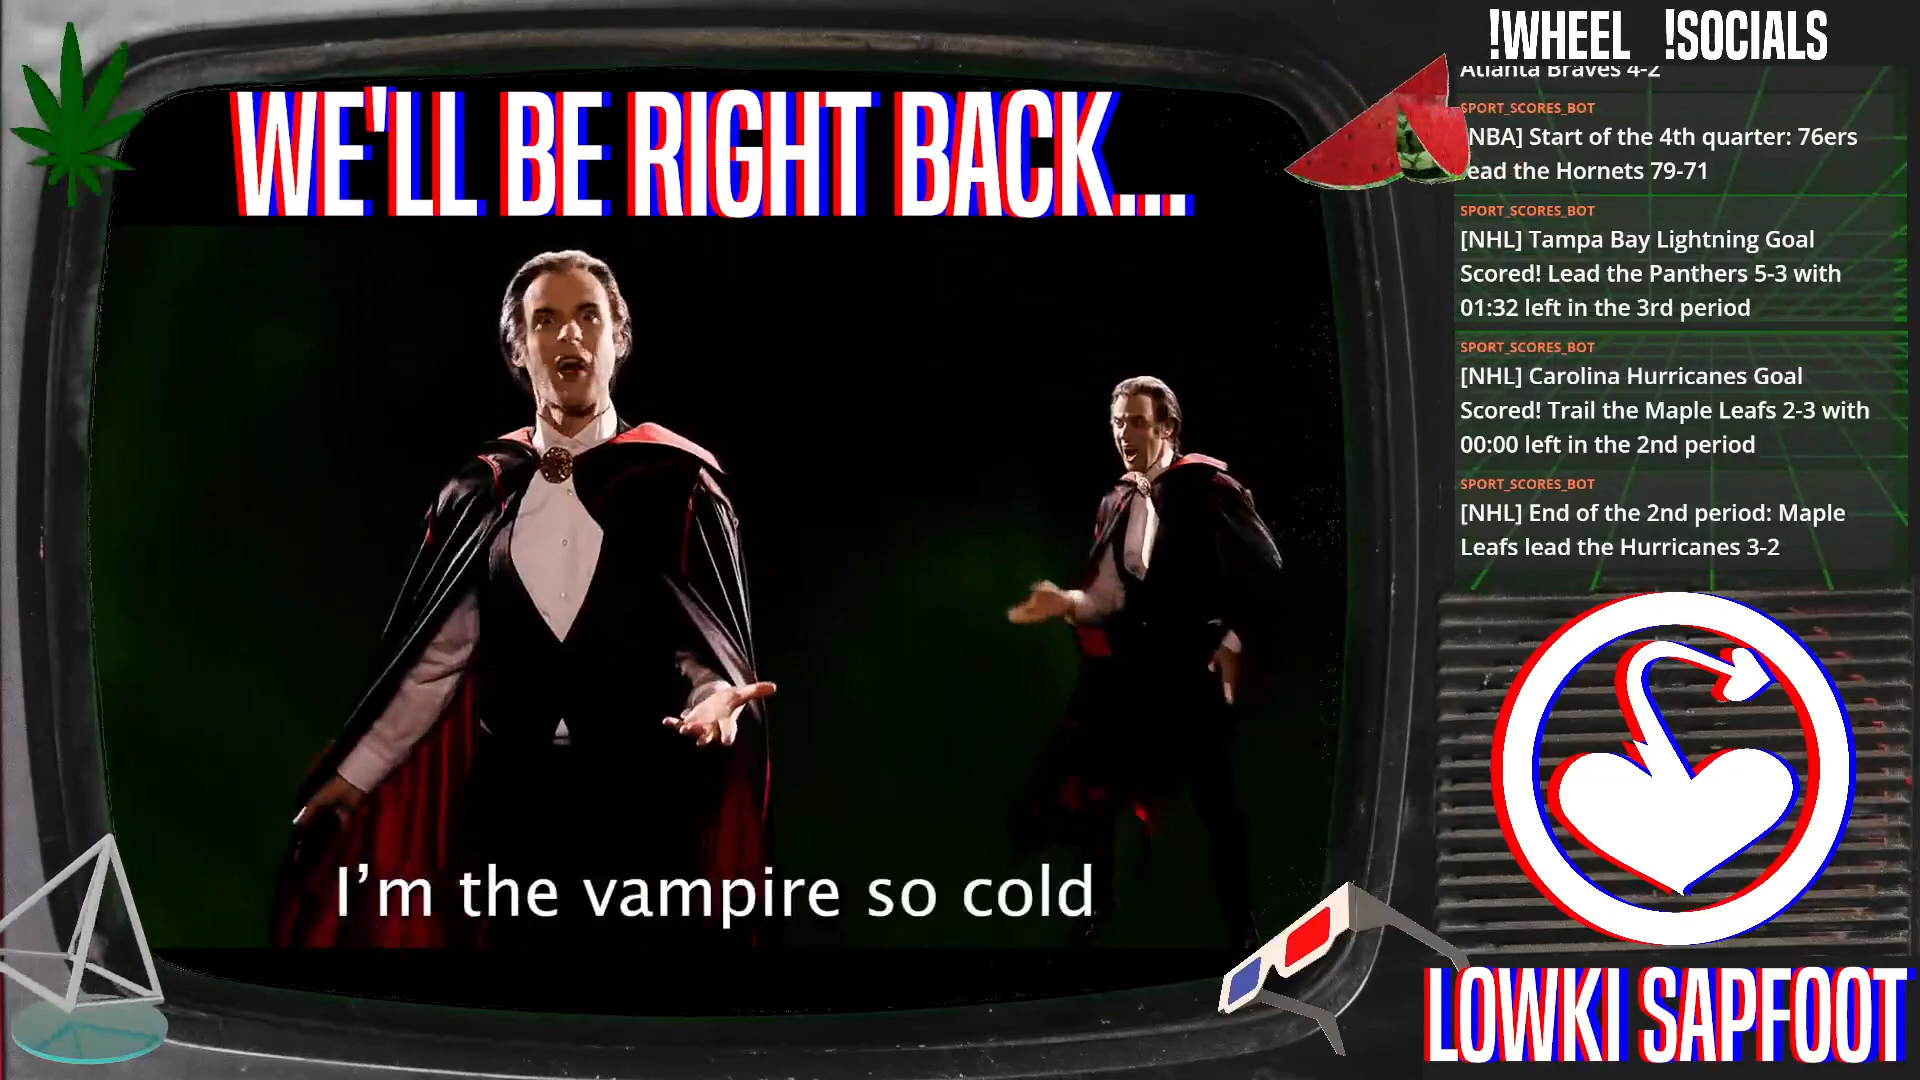 WE'LL BE RIGHT BACK...
I'm the vampire so cold
!WHEEL !SOCIALS
Atlanta Braves 4-2
SPORT_SCORES_BOT
NBA] Start of the 4th quarter: 76ers
ead the Hornets 79-71
SPORT_SCORES_BOT
[NHL] Tampa Bay Lightning Goal
Scored! Lead the Panthers 5-3 with
01:32 left in the 3rd period
SPORT_SCORES_BOT
[NHL] Carolina Hurricanes Goal
Scored! Trail the Maple Leafs 2-3 with
00:00 left in the 2nd period
SPORT_SCORES_BOT
[NHL] End of the 2nd period: Maple
Leafs lead the Hurricanes 3-2
LOWKI SAPFOOT